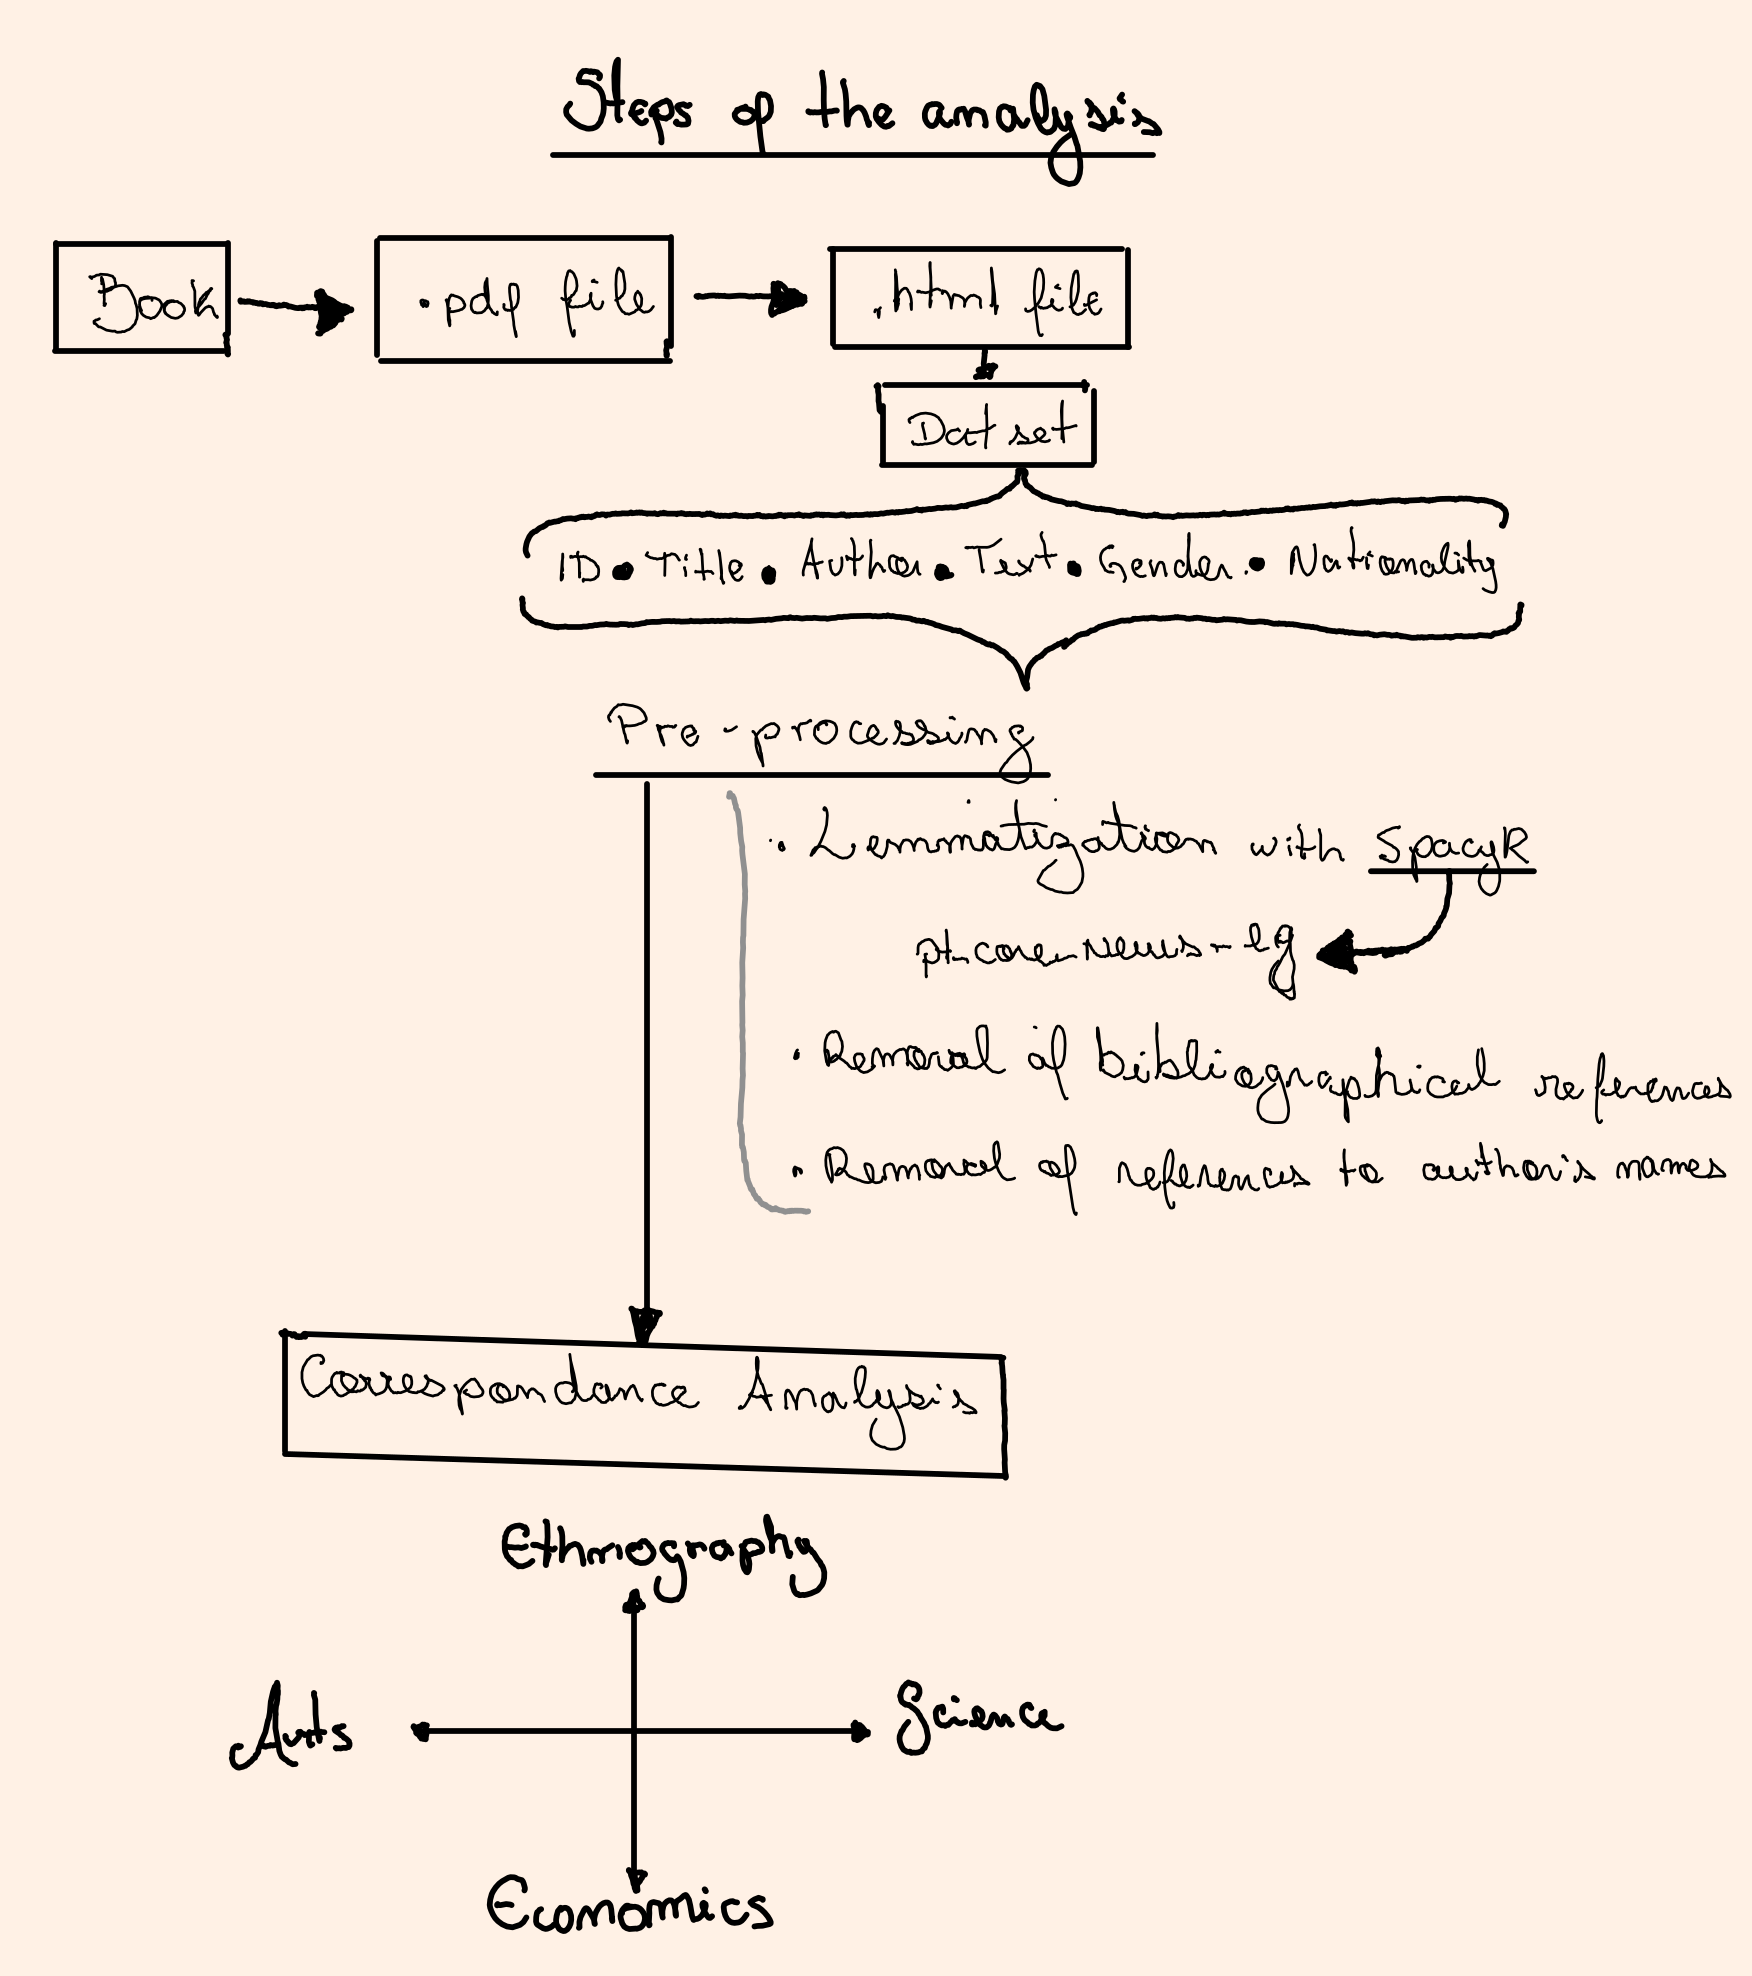 Steps of the analysis
Book
.pdf file
.html file
Dat set
ID • Title • Author • Text • Gender • Nationality
Pre-processing
· Lemmatization with SpacyR
pt_core_news_lg
· Removal of bibliographical references
· Removal of references to author's names
Correspondance Analysis
Ethnography
Arts
Science
Economics